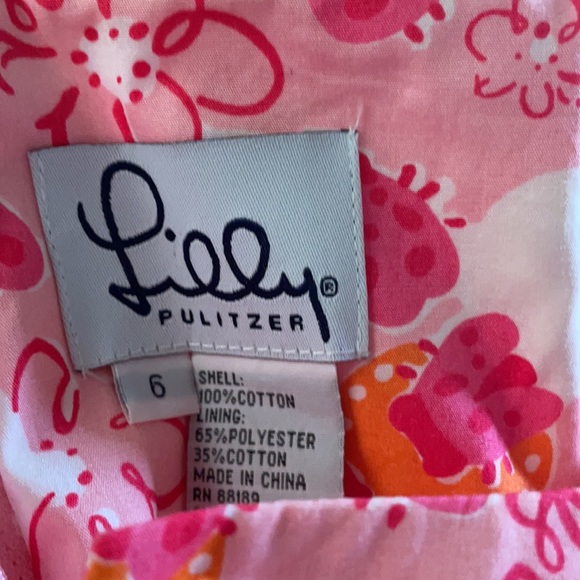 Lilly®
PULITZER
6
SHELL:
100%COTTON
LINING:
65%POLYESTER
35%COTTON
MADE IN CHINA
RN 88189